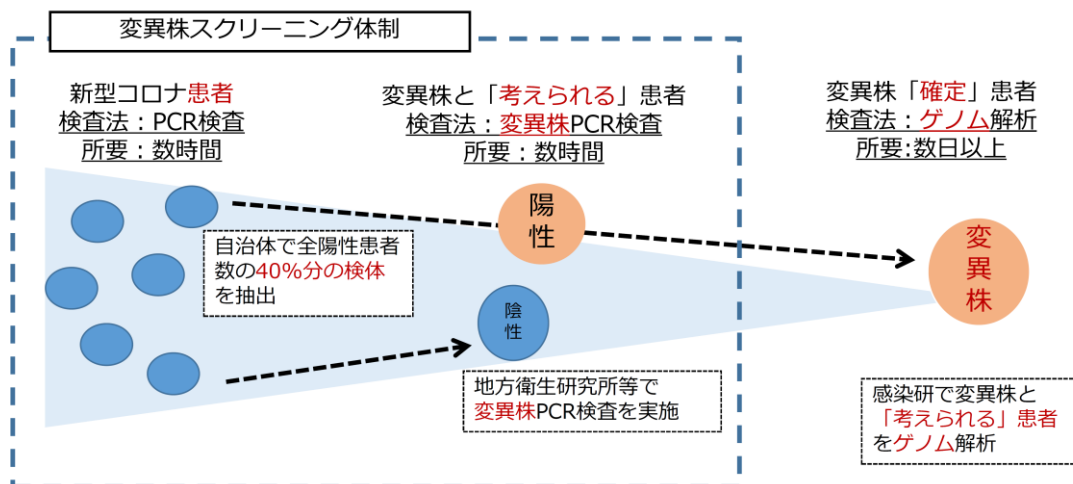 変異株スクリーニング体制
新型コロナ患者
検査法：PCR検査
所要：数時間
変異株と「考えられる」患者
検査法：変異株PCR検査
所要：数時間
変異株「確定」患者
検査法：ゲノム解析
所要:数日以上
自治体で全陽性患者
数の40%分の検体
を抽出
陽
性
陰
性
変
異
株
地方衛生研究所等で
変異株PCR検査を実施
感染研で変異株と
「考えられる」患者
をゲノム解析